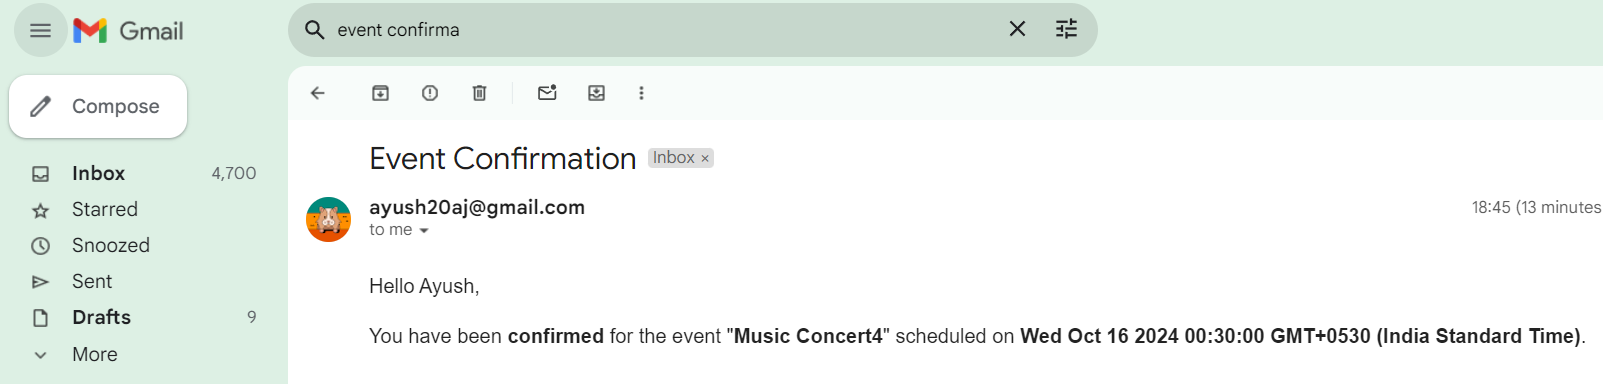 Gmail
event confirma
Compose
Inbox 4,700
Starred
Snoozed
Sent
Drafts 9
More
Event Confirmation Inbox ×
ayush20aj@gmail.com 18:45 (13 minutes
to me
Hello Ayush,
You have been confirmed for the event "Music Concert4" scheduled on Wed Oct 16 2024 00:30:00 GMT+0530 (India Standard Time).